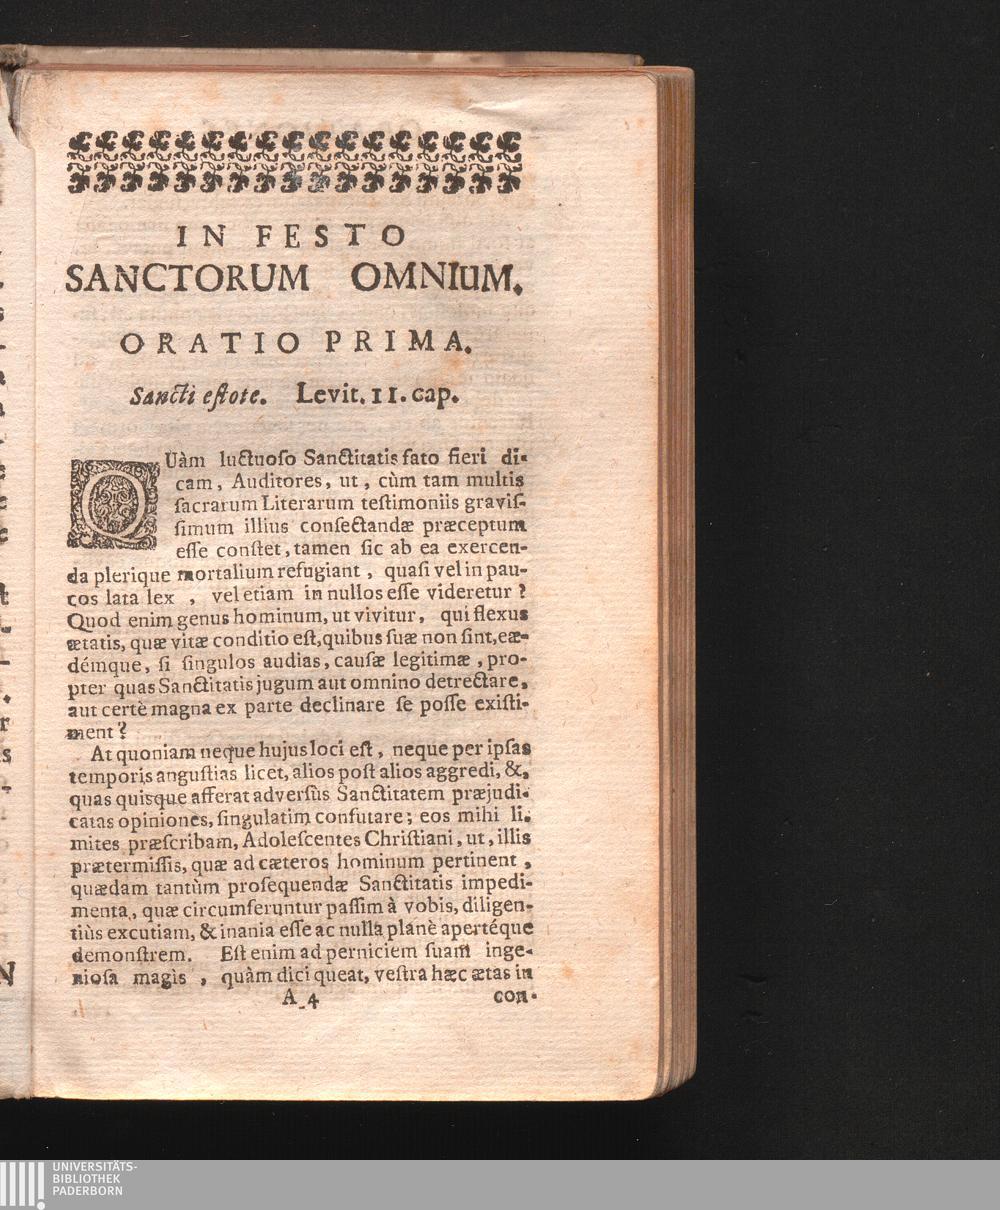 IN FESTO
SANCTORUM OMNIUM.
ORATIO PRIMA.
Sancti eſtote. Levit. 11. cap.
QUàm luctuoſo Sanctitatis fato fieri di-
cam, Auditores, ut, cùm tam multis
ſacrarum Literarum teſtimoniis graviſ-
ſimum illius conſectandæ præceptum
eſſe conſtet, tamen ſic ab ea exercen-
da plerique mortalium refugiant, quaſi vel in pau-
cos lata lex, vel etiam in nullos eſſe videretur?
Quod enim genus hominum, ut vivitur, qui flexus
ætatis, quæ vitæ conditio eſt, quibus ſuæ non ſint, eæ-
démque, ſi ſingulos audias, cauſæ legitimæ, pro-
pter quas Sanctitatis jugum aut omnino detrectare,
aut certè magna ex parte declinare ſe poſſe exiſti-
ment?
At quoniam neque hujus loci eſt, neque per ipſas
temporis anguſtias licet, alios poſt alios aggredi, &,
quas quiſque afferat adverſùs Sanctitatem præjudi-
catas opiniones, ſingulatim confutare; eos mihi li-
mites præſcribam, Adoleſcentes Chriſtiani, ut, illis
prætermiſſis, quæ ad cæteros hominum pertinent,
quædam tantùm proſequendæ Sanctitatis impedi-
menta, quæ circumferuntur paſſim à vobis, diligen-
tiùs excutiam, & inania eſſe ac nulla planè apertéque
demonſtrem. Eſt enim ad perniciem ſuam inge-
nioſa magis, quàm dici queat, veſtra hæc ætas in
A 4 con-
UNIVERSITÄTS-
BIBLIOTHEK
PADERBORN